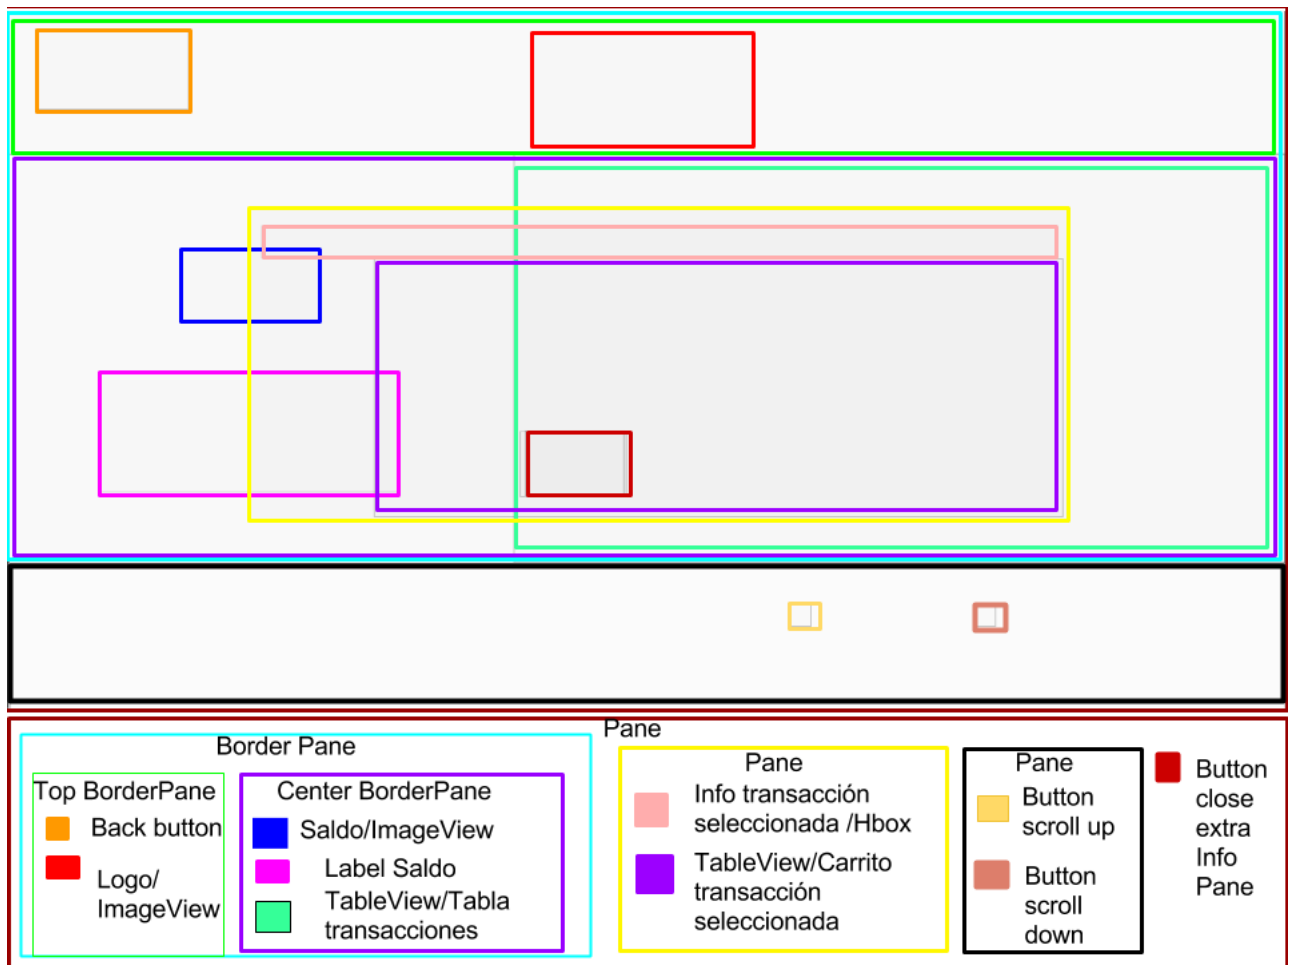 Pane
Border Pane
Top BorderPane
Back button
Logo/
ImageView
Center BorderPane
Saldo/ImageView
Label Saldo
TableView/Tabla
transacciones
Pane
Info transacción
seleccionada /Hbox
TableView/Carrito
transacción
seleccionada
Pane
Button
scroll up
Button
scroll
down
Button
close
extra
Info
Pane